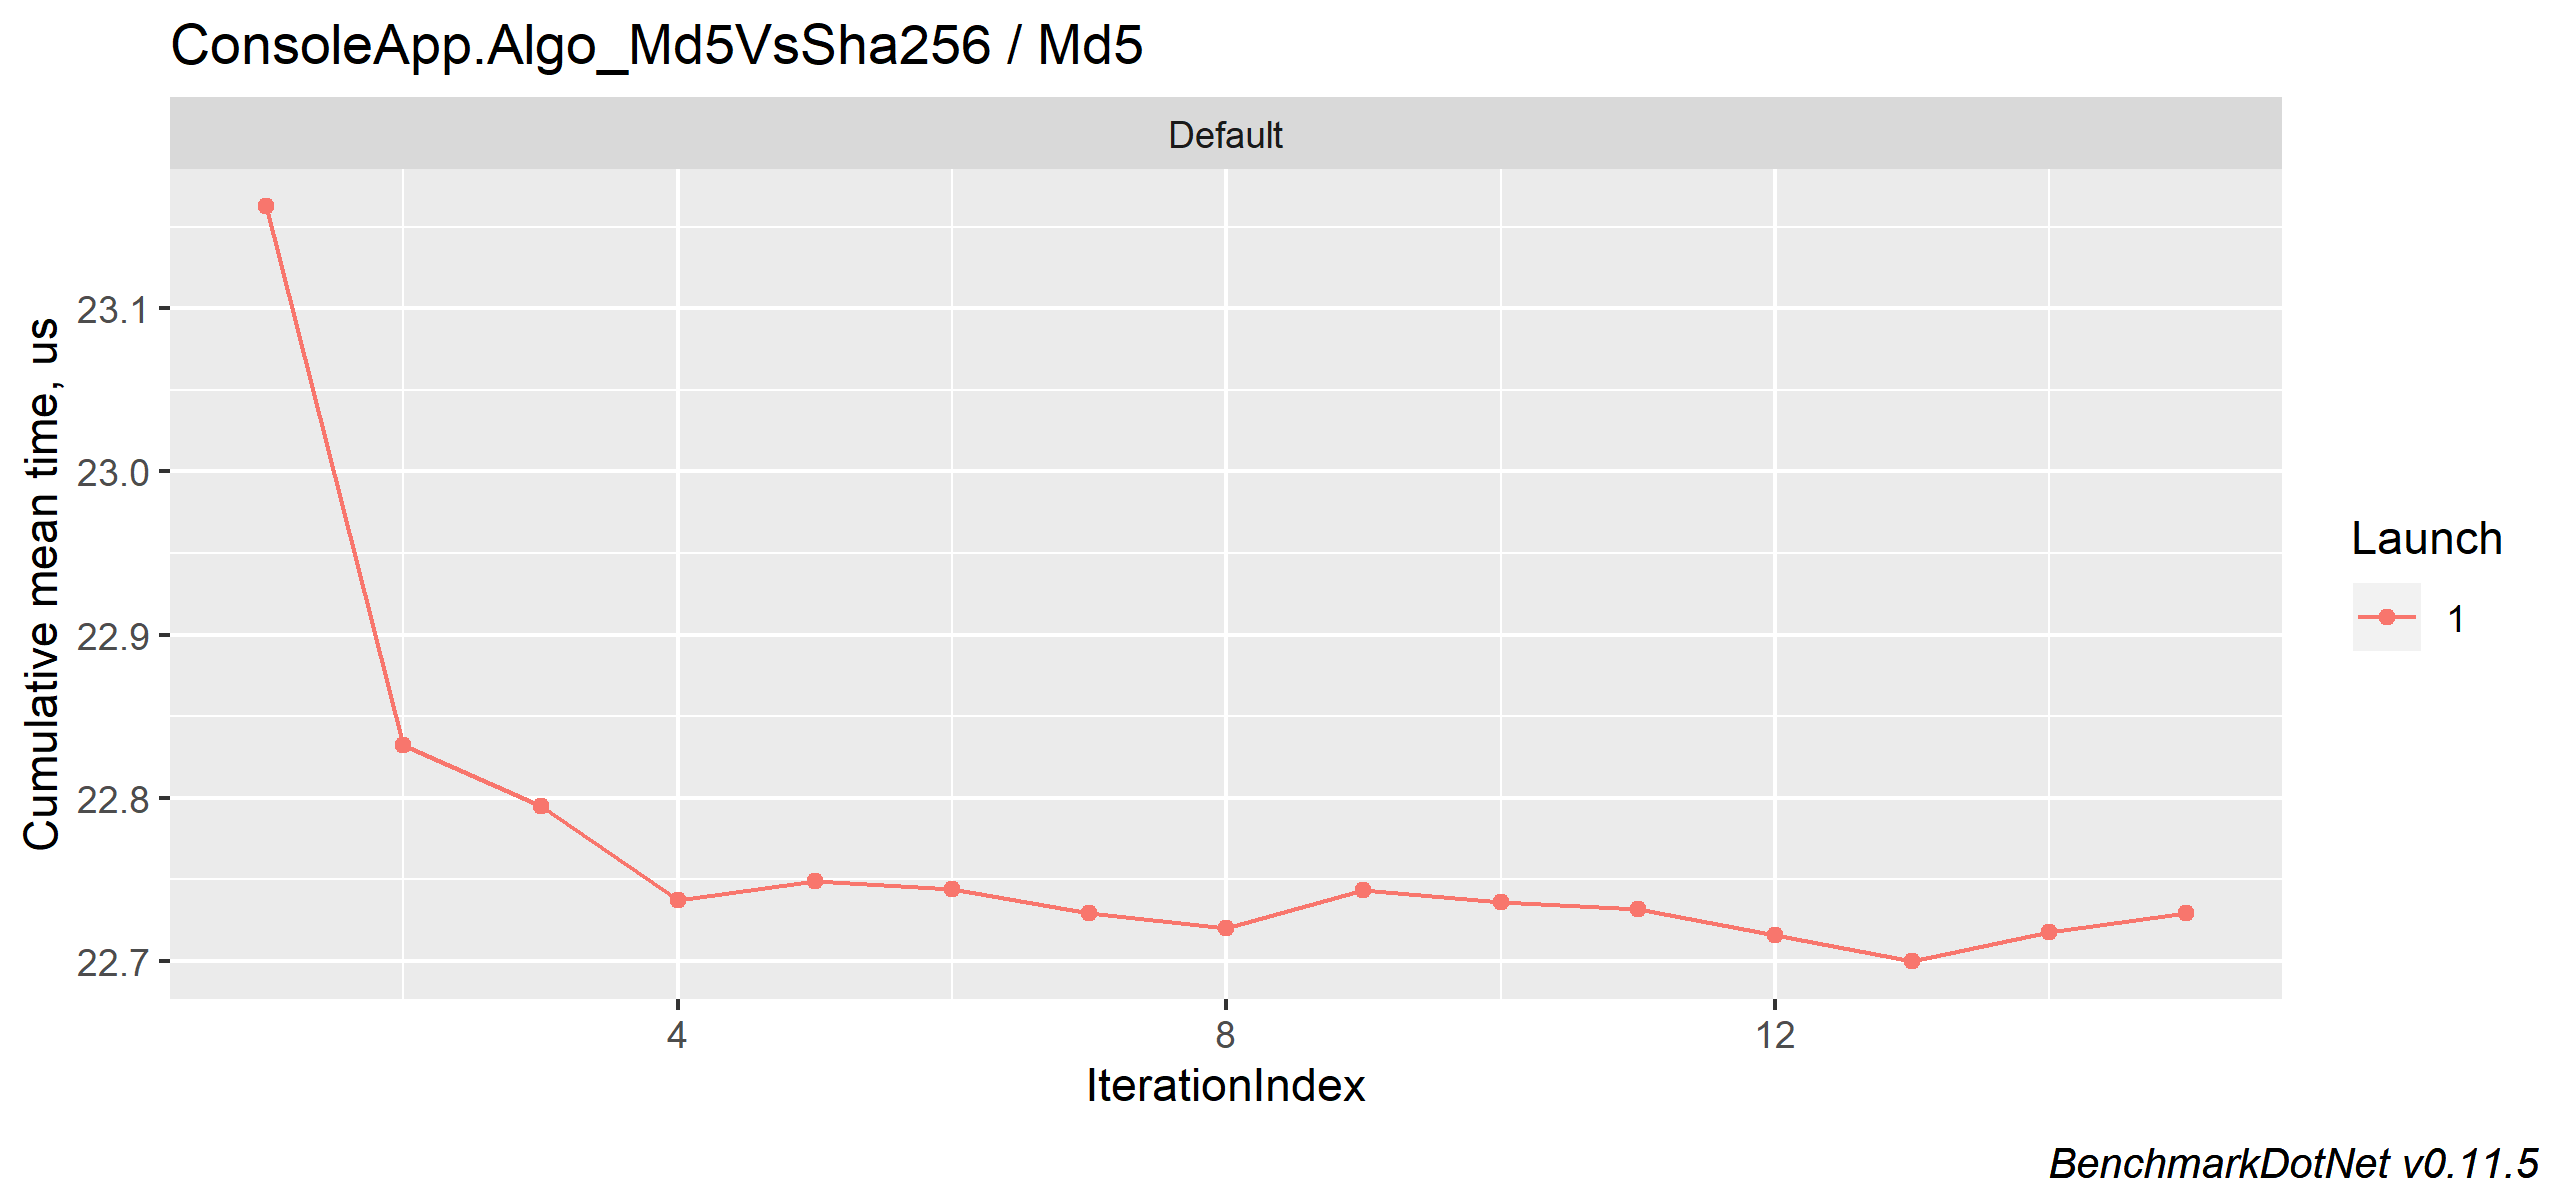 ConsoleApp.Algo_Md5VsSha256 / Md5
Default
Cumulative mean time, us
23.1
23.0
22.9
22.8
22.7
4 8 12
IterationIndex
Launch
1
BenchmarkDotNet v0.11.5